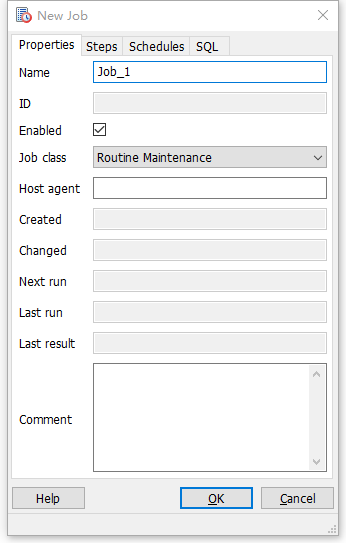 New Job
Properties Steps Schedules SQL
Name Job_1
ID
Enabled
Job class Routine Maintenance
Host agent
Created
Changed
Next run
Last run
Last result
Comment
Help OK Cancel